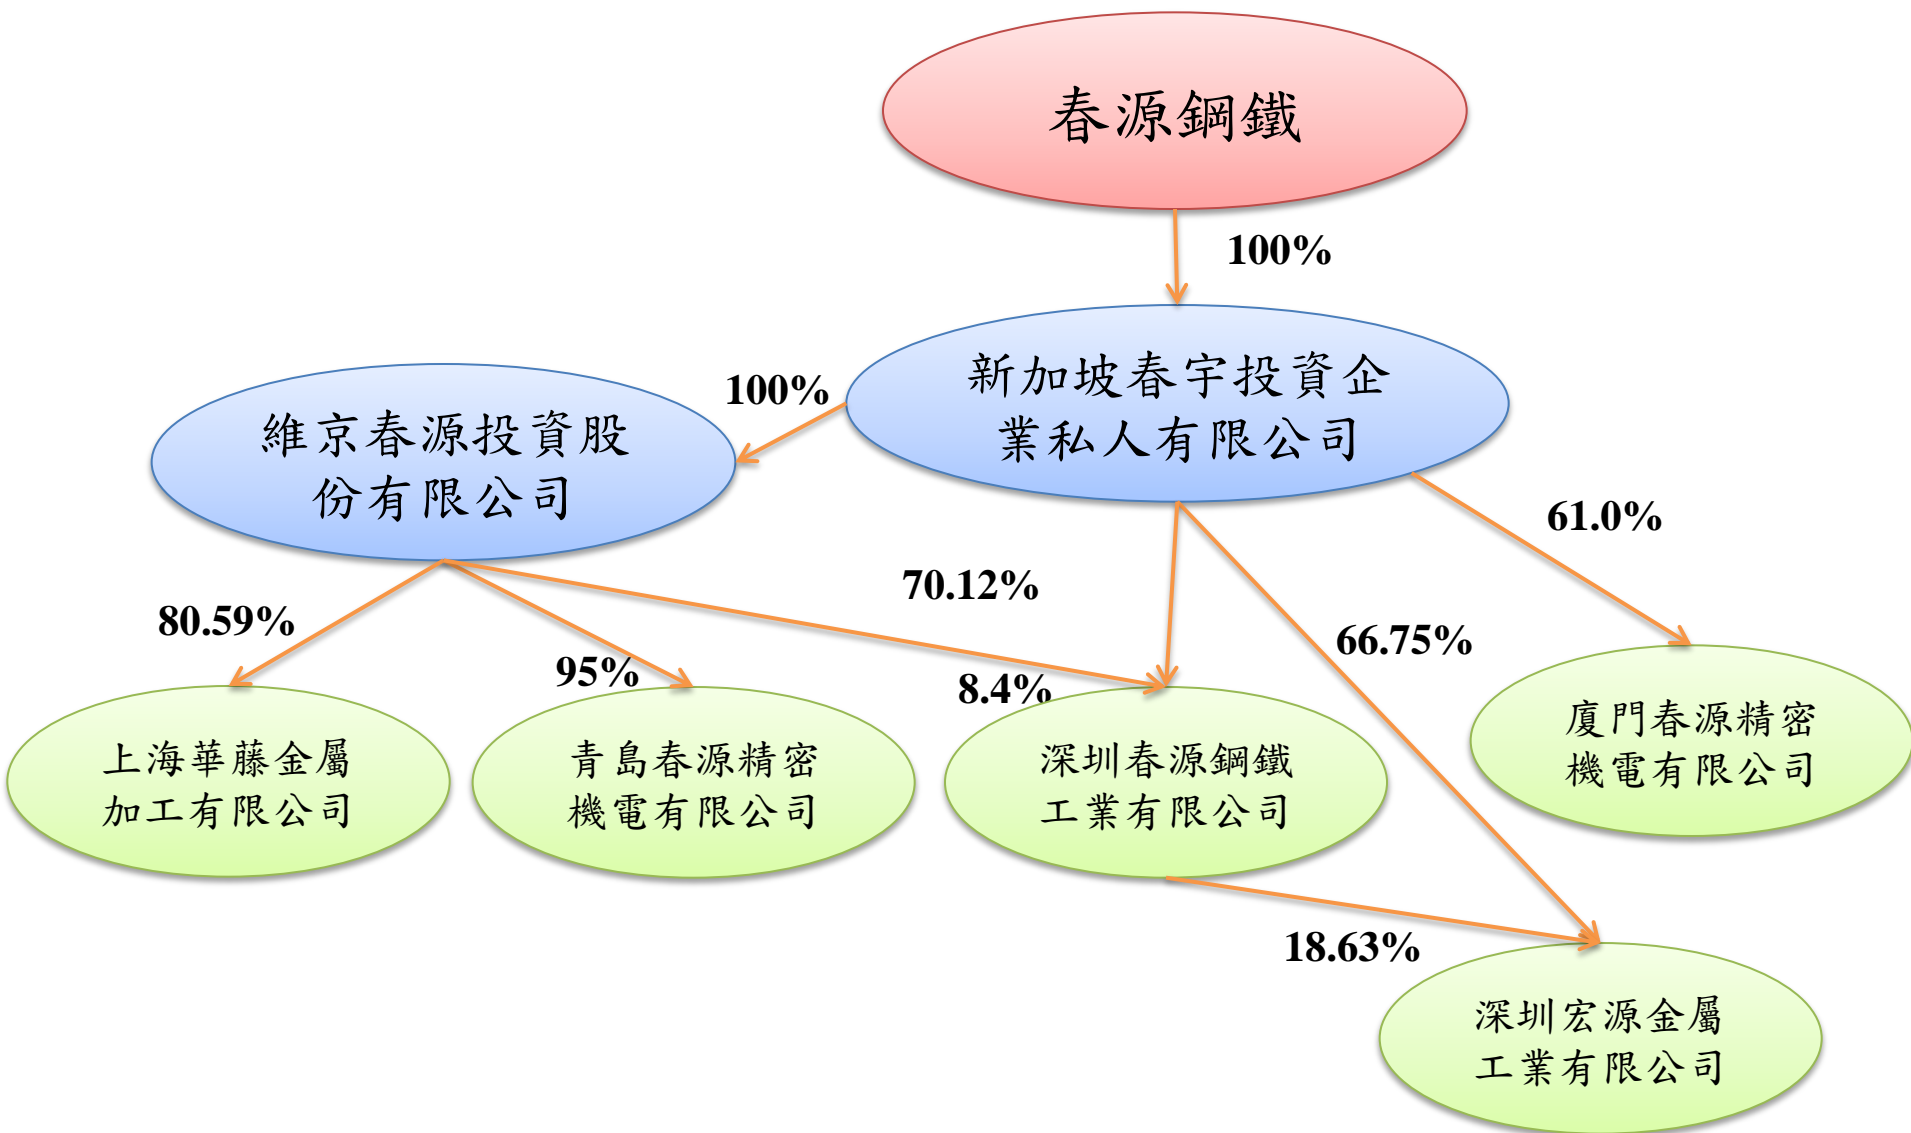 春源鋼鐵
100%
新加坡春宇投資企
業私人有限公司
100%
維京春源投資股
份有限公司
61.0%
70.12%
80.59%
66.75%
95%
8.4%
廈門春源精密
機電有限公司
上海華藤金屬
加工有限公司
青島春源精密
機電有限公司
深圳春源鋼鐵
工業有限公司
18.63%
深圳宏源金屬
工業有限公司